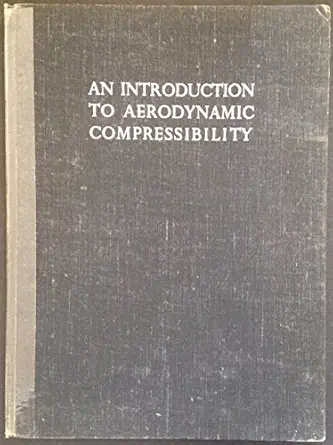 AN INTRODUCTION
TO AERODYNAMIC
COMPRESSIBILITY